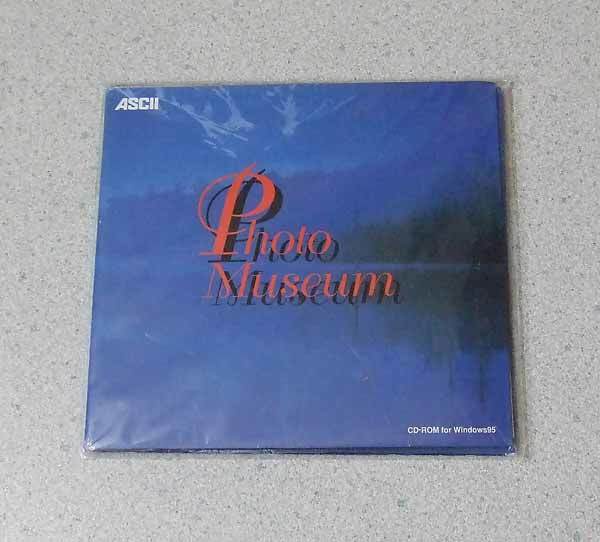 ASCII
Photo
Museum
CD-ROM for Windows95